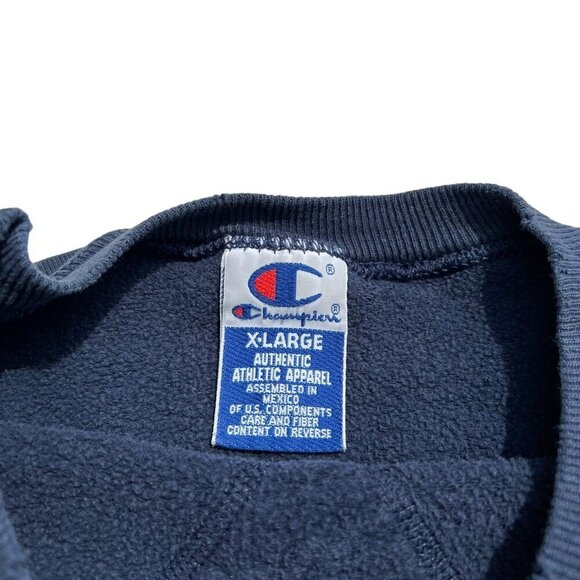 ®
Champion®
X-LARGE
AUTHENTIC
ATHLETIC APPAREL
ASSEMBLED IN
MEXICO
OF U.S. COMPONENTS
CARE AND FIBER
CONTENT ON REVERSE